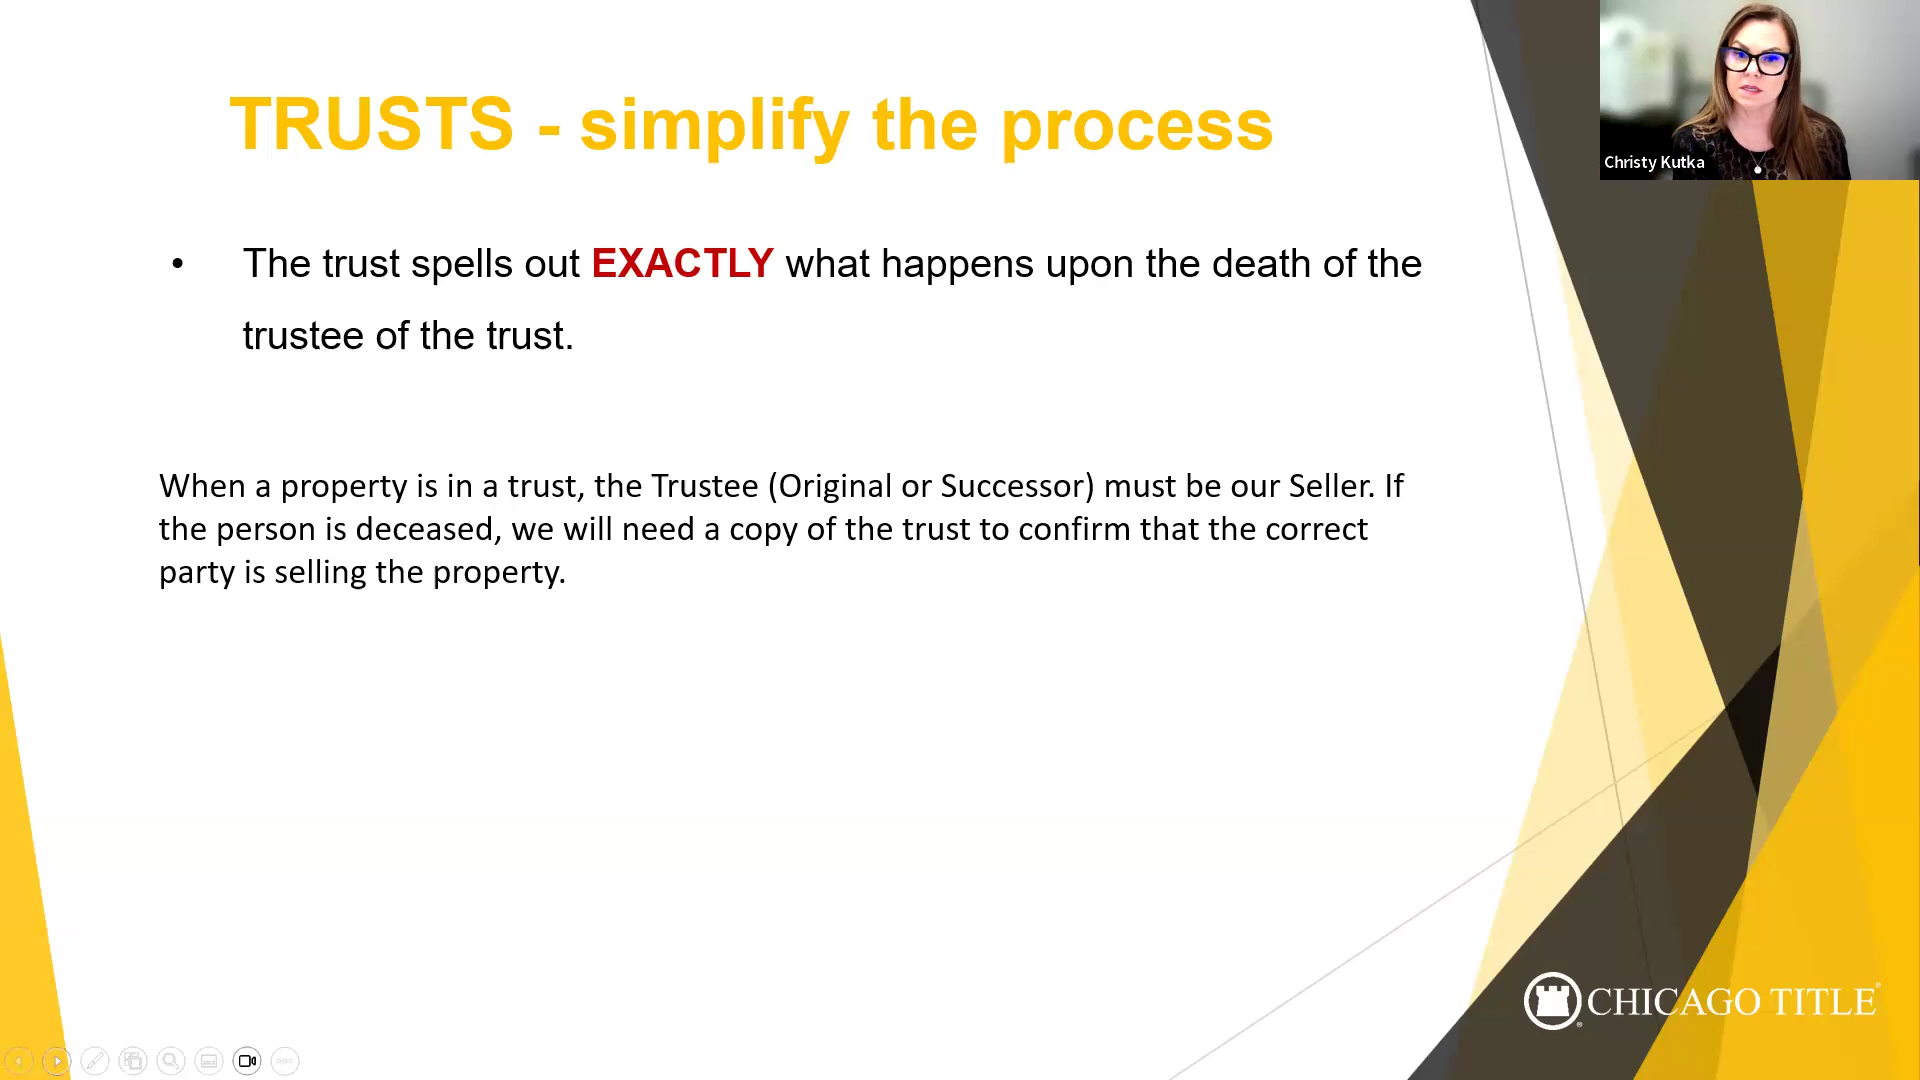 TRUSTS - simplify the process
Christy Kutka
• The trust spells out EXACTLY what happens upon the death of the
trustee of the trust.
When a property is in a trust, the Trustee (Original or Successor) must be our Seller. If
the person is deceased, we will need a copy of the trust to confirm that the correct
party is selling the property.
CHICAGO TITLE